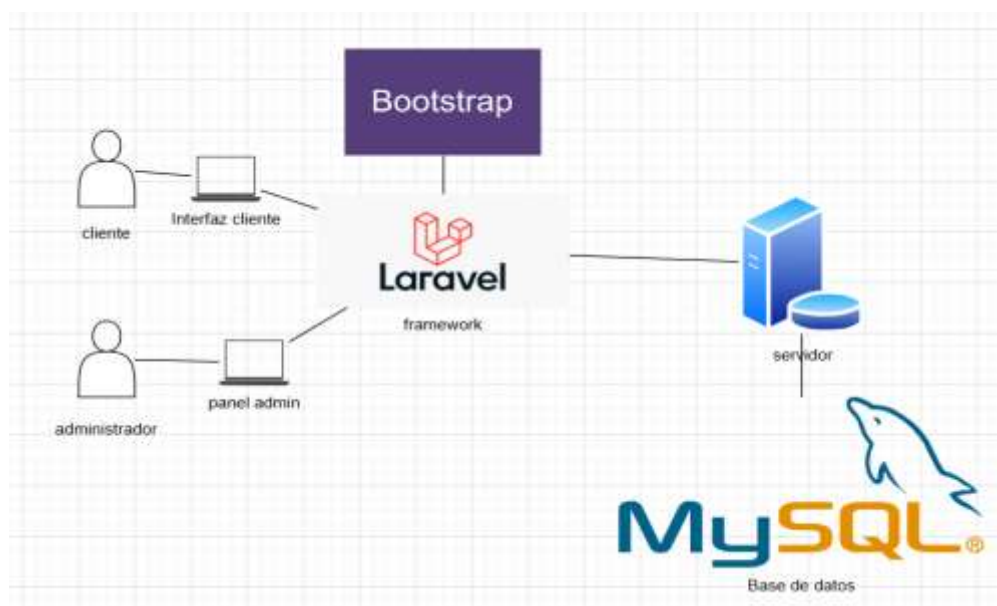 Bootstrap
cliente
Interfaz cliente
Laravel
framework
servidor
administrador
panel admin
MySQL®
Base de datos